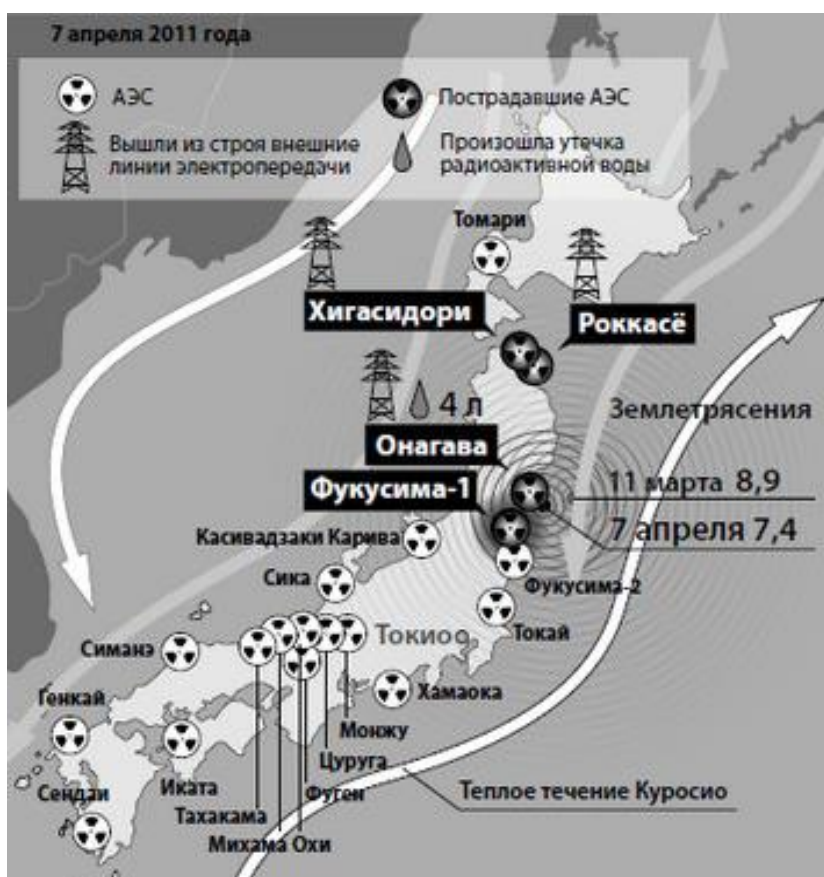 7 апреля 2011 года
АЭС
Пострадавшие АЭС
Вышли из строя внешние
линии электропередачи
Произошла утечка
радиоактивной воды
Томари
Хигасидори
Роккасё
4 л
Землетрясения
Онагава
Фукусима-1
11 марта 8,9
7 апреля 7,4
Касивадзаки Карива
Фукусима-2
Сика
Токио
Токай
Симанэ
Хамаока
Генкай
Монжу
Цуруга
Иката
Фуген
Сендаи
Тахакама
Михама Охи
Теплое течение Куросио